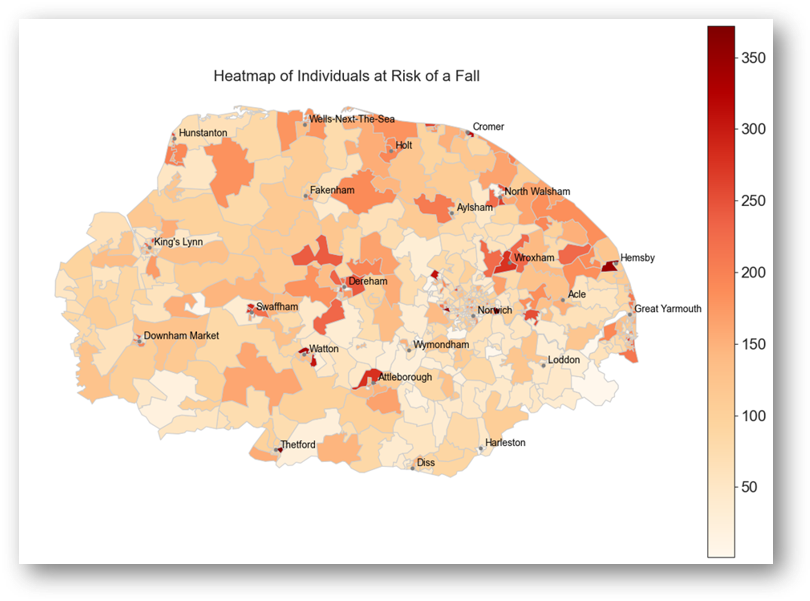 Heatmap of Individuals at Risk of a Fall
350
300
250
200
150
100
50
Wells-Next-The-Sea
Cromer
Hunstanton
Holt
Fakenham
North Walsham
Aylsham
King's Lynn
Wroxham
Hemsby
Dereham
Acle
Swaffham
Norwich
Great Yarmouth
Downham Market
Watton
Wymondham
Loddon
Attleborough
Thetford
Harleston
Diss